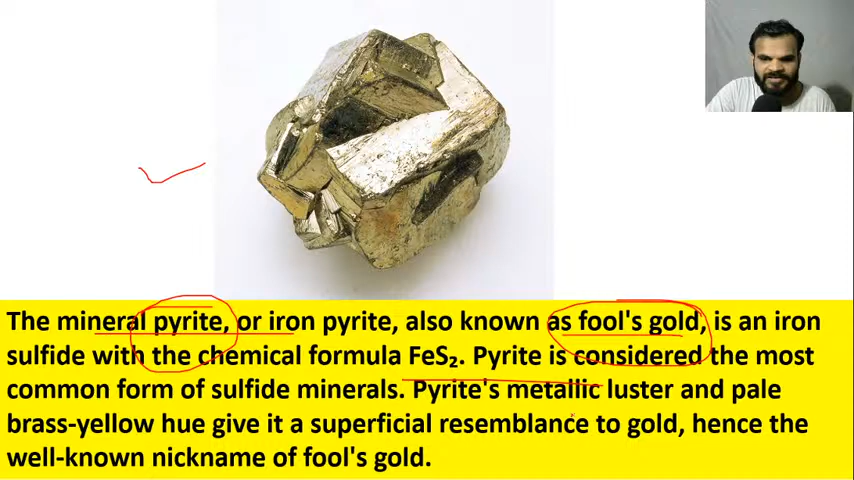 The mineral pyrite, or iron pyrite, also known as fool's gold, is an iron
sulfide with the chemical formula FeS₂. Pyrite is considered the most
common form of sulfide minerals. Pyrite's metallic luster and pale
brass-yellow hue give it a superficial resemblance to gold, hence the
well-known nickname of fool's gold.